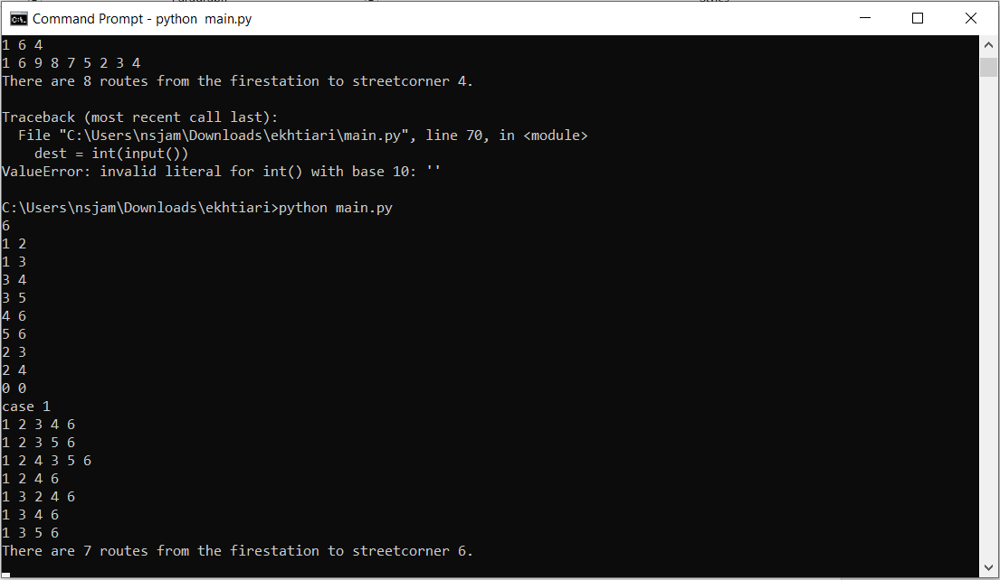 Command Prompt - python  main.py
1 6 4
1 6 9 8 7 5 2 3 4
There are 8 routes from the firestation to streetcorner 4.
Traceback (most recent call last):
  File "C:\Users\nsjam\Downloads\ekhtiari\main.py", line 70, in <module>
    dest = int(input())
ValueError: invalid literal for int() with base 10: ''
C:\Users\nsjam\Downloads\ekhtiari>python main.py
6
1 2
1 3
3 4
3 5
4 6
5 6
2 3
2 4
0 0
case 1
1 2 3 4 6
1 2 3 5 6
1 2 4 3 5 6
1 2 4 6
1 3 2 4 6
1 3 4 6
1 3 5 6
There are 7 routes from the firestation to streetcorner 6.